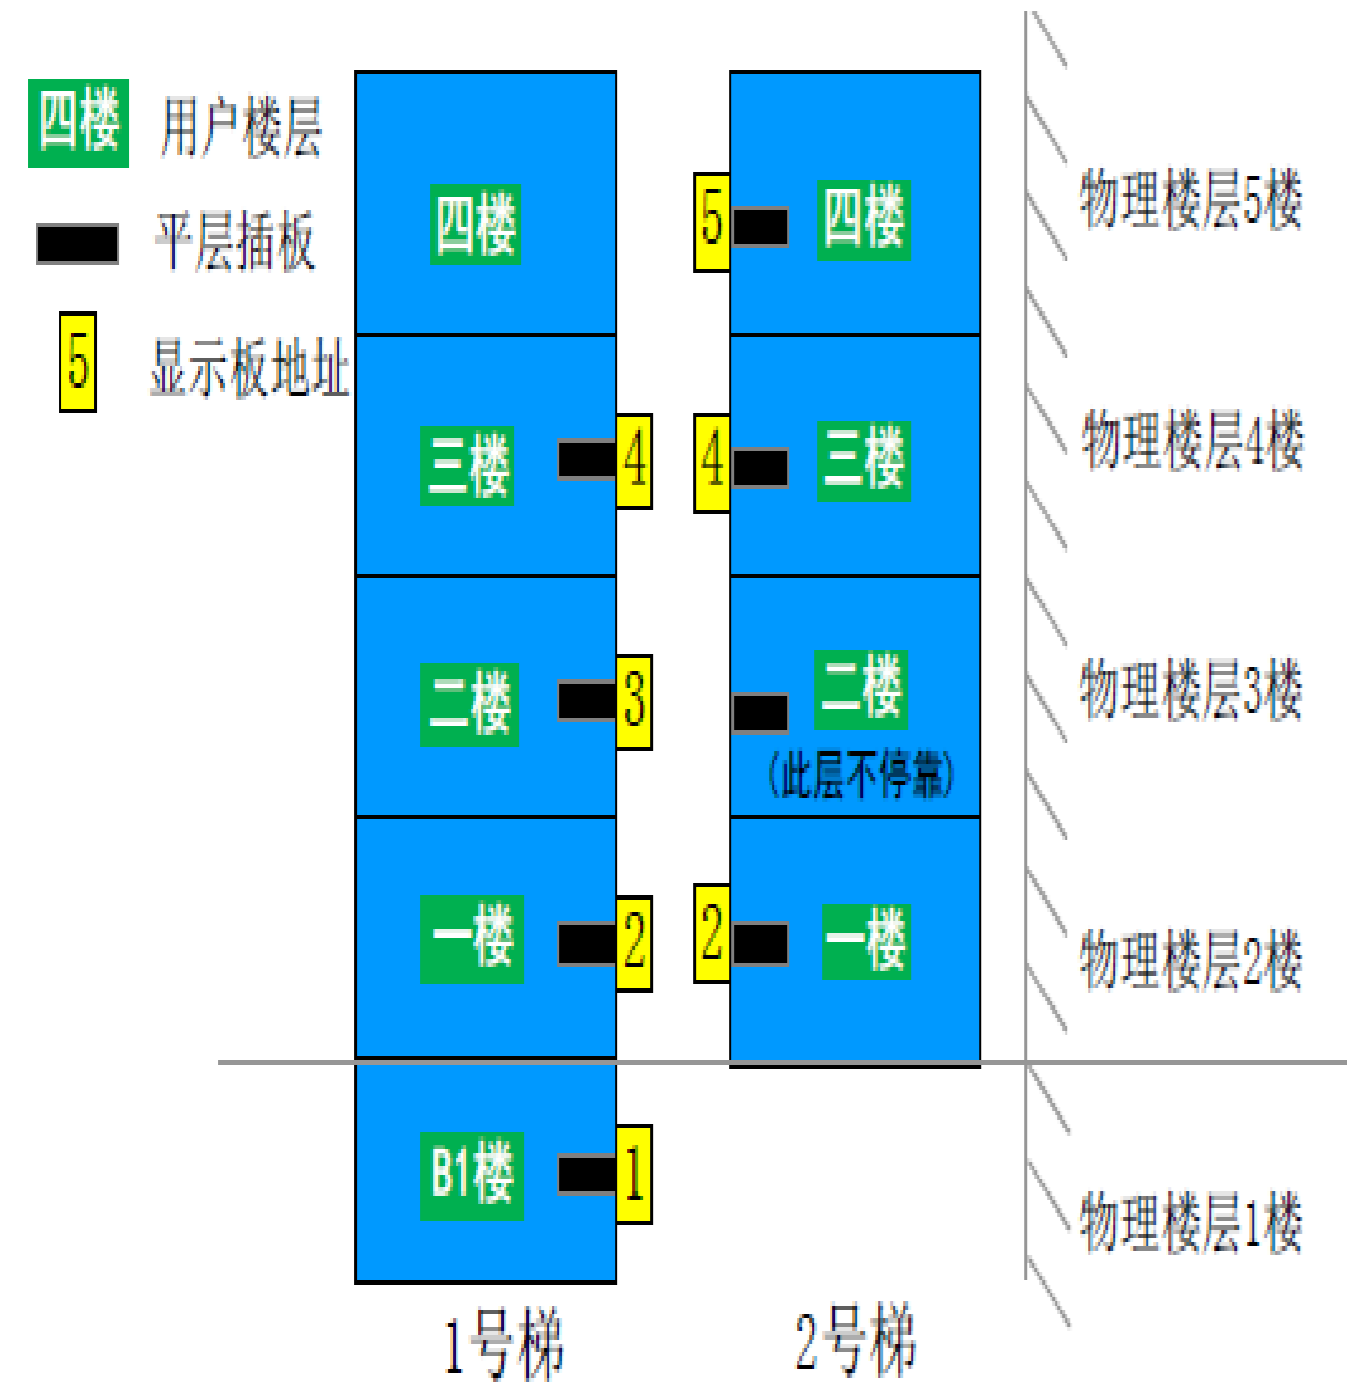 四楼 用户楼层
平层插板
5 显示板地址
四楼
三楼
4
二楼
3
一楼
2
B1楼
1
1号梯
5
四楼
4
三楼
二楼
(此层不停靠)
2
一楼
2号梯
物理楼层5楼
物理楼层4楼
物理楼层3楼
物理楼层2楼
物理楼层1楼